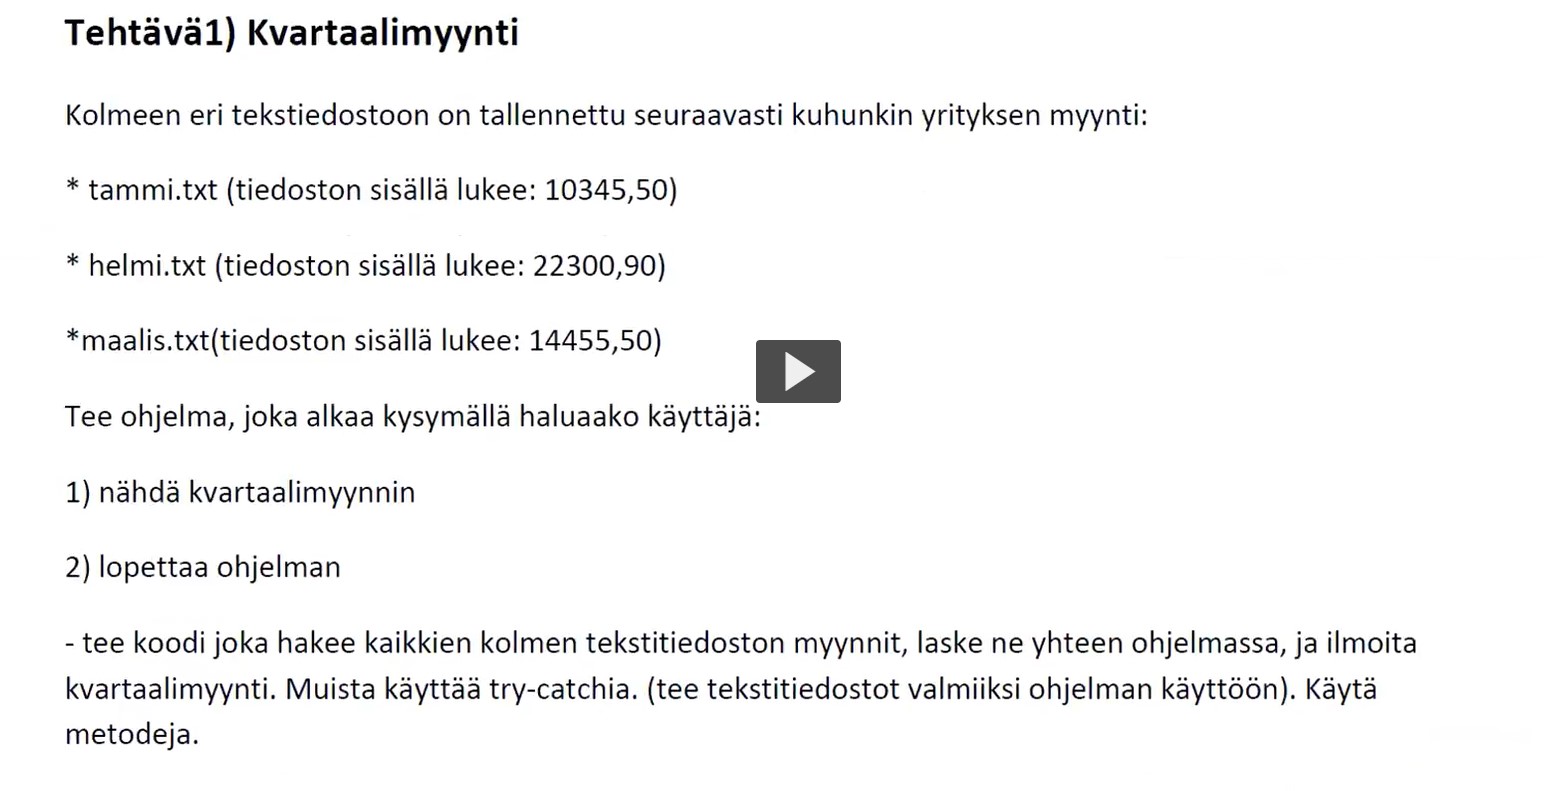 Tehtävä1) Kvartaalimyynti
Kolmeen eri tekstiedostoon on tallennettu seuraavasti kuhunkin yrityksen myynti:
* tammi.txt (tiedoston sisällä lukee: 10345,50)
* helmi.txt (tiedoston sisällä lukee: 22300,90)
*maalis.txt(tiedoston sisällä lukee: 14455,50)
Tee ohjelma, joka alkaa kysymällä haluaako käyttäjä:
1) nähdä kvartaalimyynnin
2) lopettaa ohjelman
- tee koodi joka hakee kaikkien kolmen tekstitiedoston myynnit, laske ne yhteen ohjelmassa, ja ilmoita
kvartaalimyynti. Muista käyttää try-catchia. (tee tekstitiedostot valmiiksi ohjelman käyttöön). Käytä
metodeja.